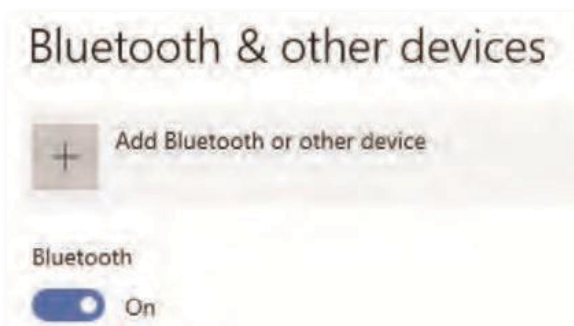 Bluetooth & other devices
Add Bluetooth or other device
Bluetooth
On